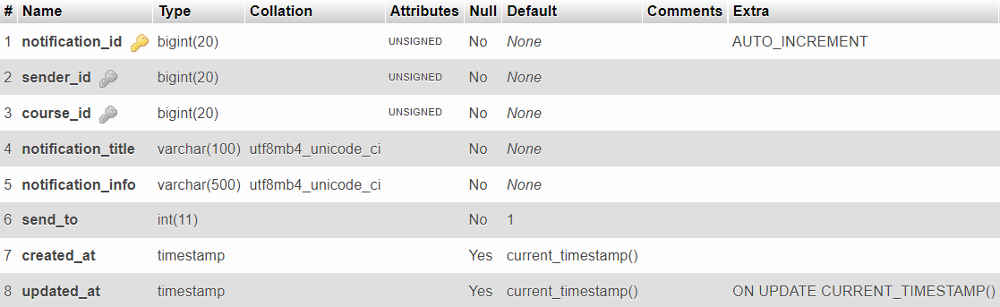 # Name Type Collation Attributes Null Default Comments Extra
1 notification_id bigint(20) UNSIGNED No None AUTO_INCREMENT
2 sender_id bigint(20) UNSIGNED No None
3 course_id bigint(20) UNSIGNED No None
4 notification_title varchar(100) utf8mb4_unicode_ci No None
5 notification_info varchar(500) utf8mb4_unicode_ci No None
6 send_to int(11) No 1
7 created_at timestamp Yes current_timestamp()
8 updated_at timestamp Yes current_timestamp() ON UPDATE CURRENT_TIMESTAMP()